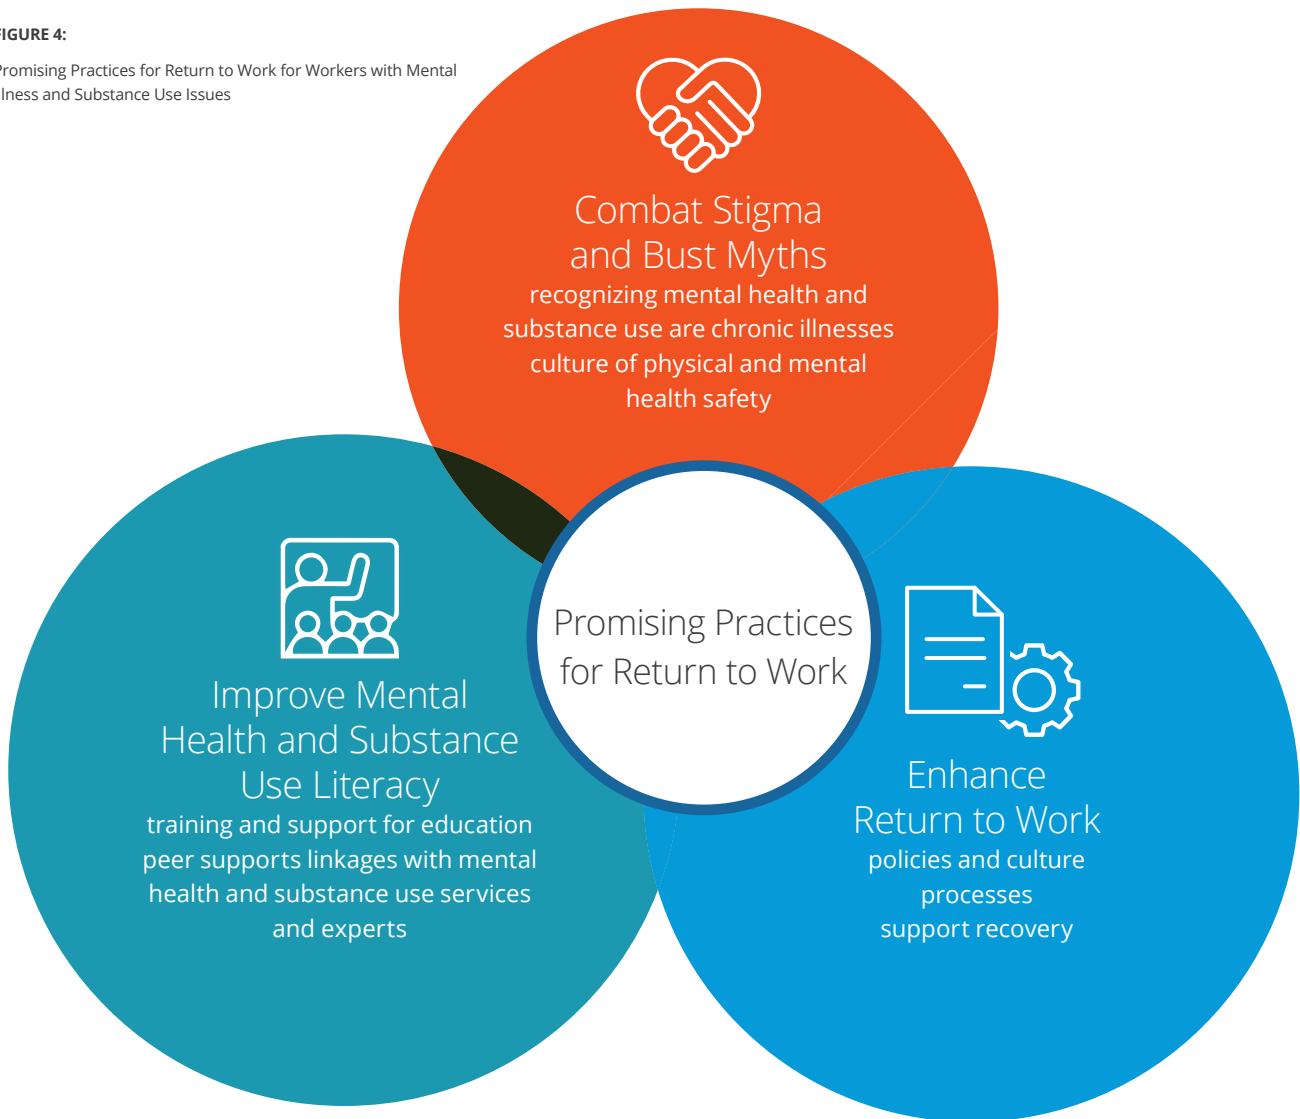 FIGURE 4:
Promising Practices for Return to Work for Workers with Mental
Illness and Substance Use Issues
Combat Stigma
and Bust Myths
recognizing mental health and
substance use are chronic illnesses
culture of physical and mental
health safety
Promising Practices
for Return to Work
Improve Mental
Health and Substance
Use Literacy
training and support for education
peer supports linkages with mental
health and substance use services
and experts
Enhance
Return to Work
policies and culture
processes
support recovery